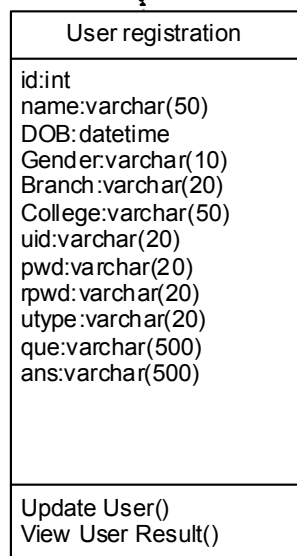 User registration
id:int
name:varchar(50)
DOB:datetime
Gender:varchar(10)
Branch:varchar(20)
College:varchar(50)
uid:varchar(20)
pwd:varchar(20)
rpwd:varchar(20)
utype:varchar(20)
que:varchar(500)
ans:varchar(500)
Update User()
View User Result()